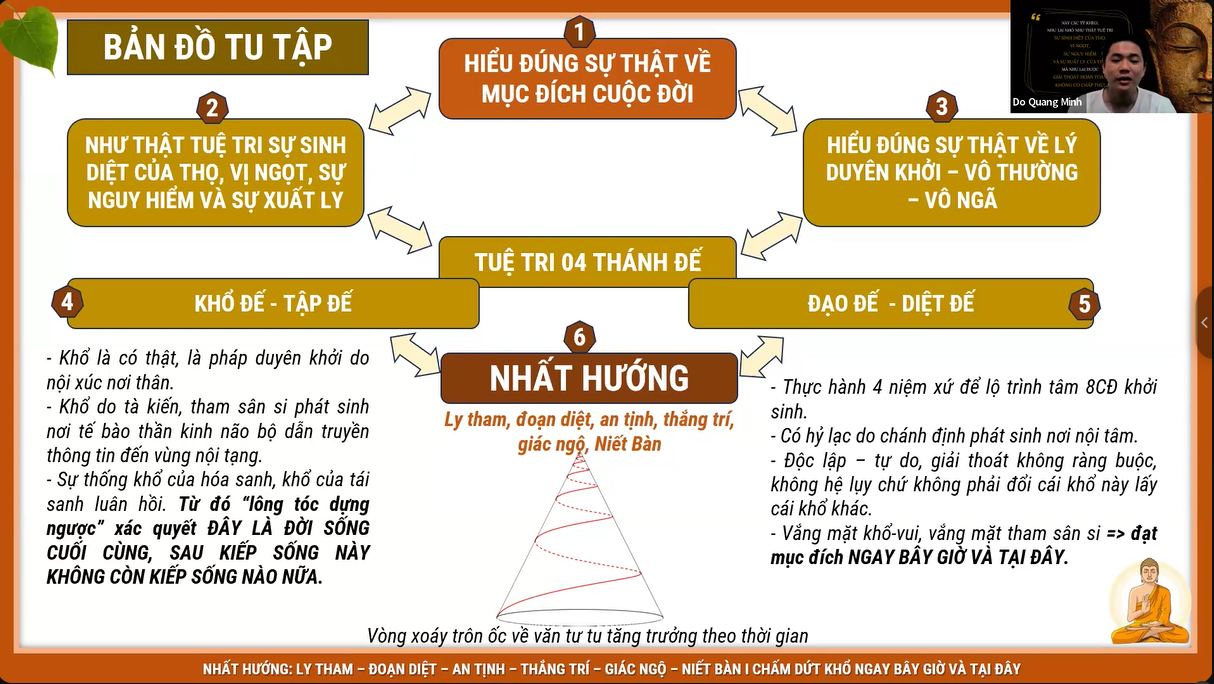 BẢN ĐỒ TU TẬP
1
HIỂU ĐÚNG SỰ THẬT VỀ
MỤC ĐÍCH CUỘC ĐỜI
2
NHƯ THẬT TUỆ TRI SỰ SINH
DIỆT CỦA THỌ, VỊ NGỌT, SỰ
NGUY HIỂM VÀ SỰ XUẤT LY
3
HIỂU ĐÚNG SỰ THẬT VỀ LÝ
DUYÊN KHỞI – VÔ THƯỜNG
– VÔ NGÃ
TUỆ TRI 04 THÁNH ĐẾ
4
KHỔ ĐẾ - TẬP ĐẾ
ĐẠO ĐẾ - DIỆT ĐẾ
5
- Khổ là có thật, là pháp duyên khởi do
nội xúc nơi thân.
- Khổ do tà kiến, tham sân si phát sinh
nơi tế bào thần kinh não bộ dẫn truyền
thông tin đến vùng nội tạng.
- Sự thống khổ của hóa sanh, khổ của tái
sanh luân hồi. Từ đó “lông tóc dựng
ngược” xác quyết ĐÂY LÀ ĐỜI SỐNG
CUỐI CÙNG, SAU KIẾP SỐNG NÀY
KHÔNG CÒN KIẾP SỐNG NÀO NỮA.
6
NHẤT HƯỚNG
Ly tham, đoạn diệt, an tịnh, thắng trí,
giác ngộ, Niết Bàn
- Thực hành 4 niệm xứ để lộ trình tâm 8CĐ khởi
sinh.
- Có hỷ lạc do chánh định phát sinh nơi nội tâm.
- Độc lập – tự do, giải thoát không ràng buộc,
không hệ lụy chứ không phải đổi cái khổ này lấy
cái khổ khác.
- Vắng mặt khổ-vui, vắng mặt tham sân si => đạt
mục đích NGAY BÂY GIỜ VÀ TẠI ĐÂY.
Vòng xoáy trôn ốc về văn tư tu tăng trưởng theo thời gian
NHẤT HƯỚNG: LY THAM – ĐOẠN DIỆT – AN TỊNH – THẮNG TRÍ – GIÁC NGỘ – NIẾT BÀN I CHẤM DỨT KHỔ NGAY BÂY GIỜ VÀ TẠI ĐÂY
Do Quang Minh